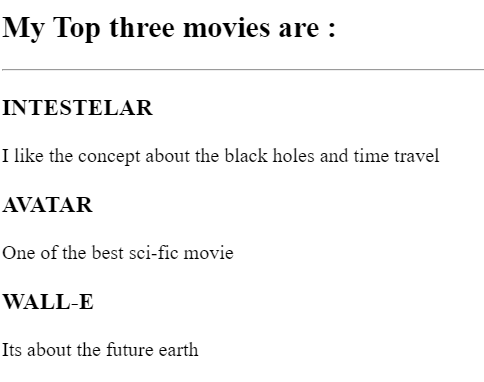 My Top three movies are :
INTESTELAR
I like the concept about the black holes and time travel
AVATAR
One of the best sci-fic movie
WALL-E
Its about the future earth